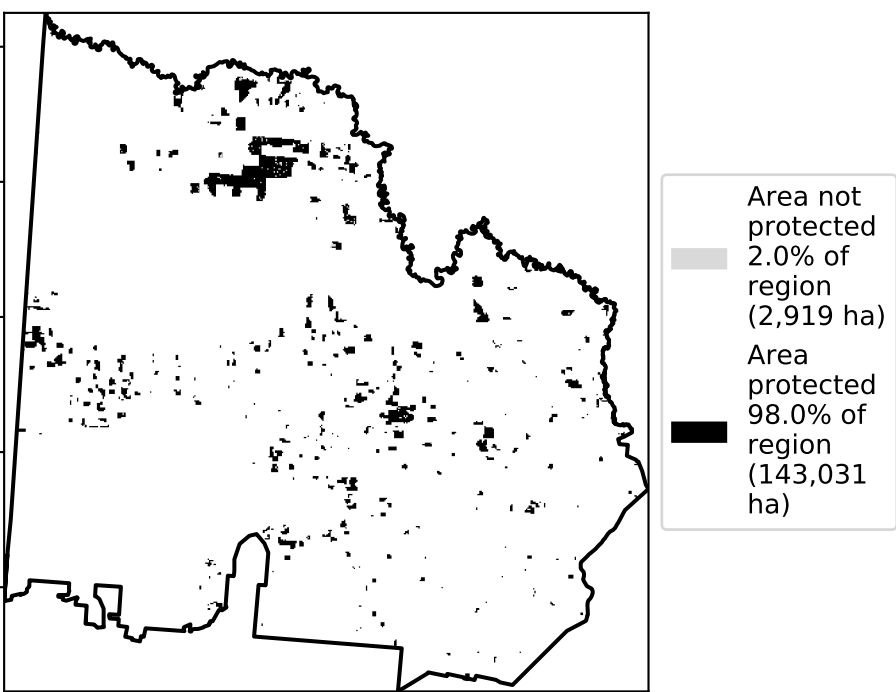 Area not
protected
2.0% of
region
(2,919 ha)
Area
protected
98.0% of
region
(143,031
ha)